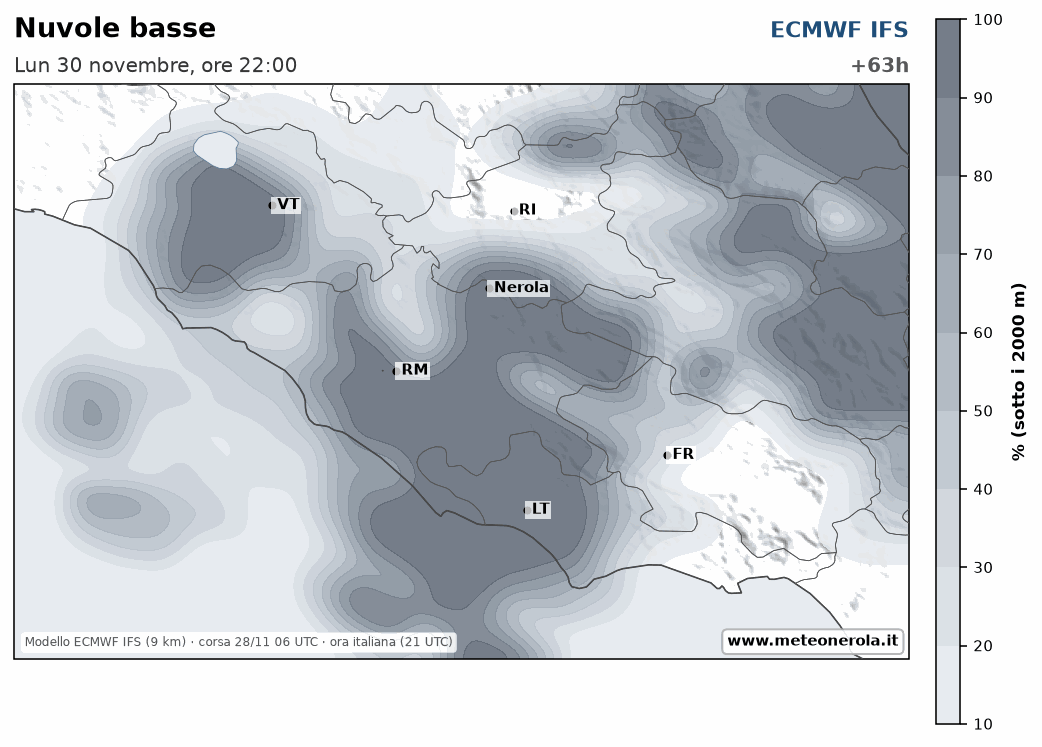 Nuvole basse
ECMWF IFS
Lun 30 novembre, ore 22:00
+63h
VT
RI
Nerola
RM
FR
LT
Modello ECMWF IFS (9 km) · corsa 28/11 06 UTC · ora italiana (21 UTC)
www.meteonerola.it
100
90
80
70
60
50
40
30
20
10
% (sotto i 2000 m)